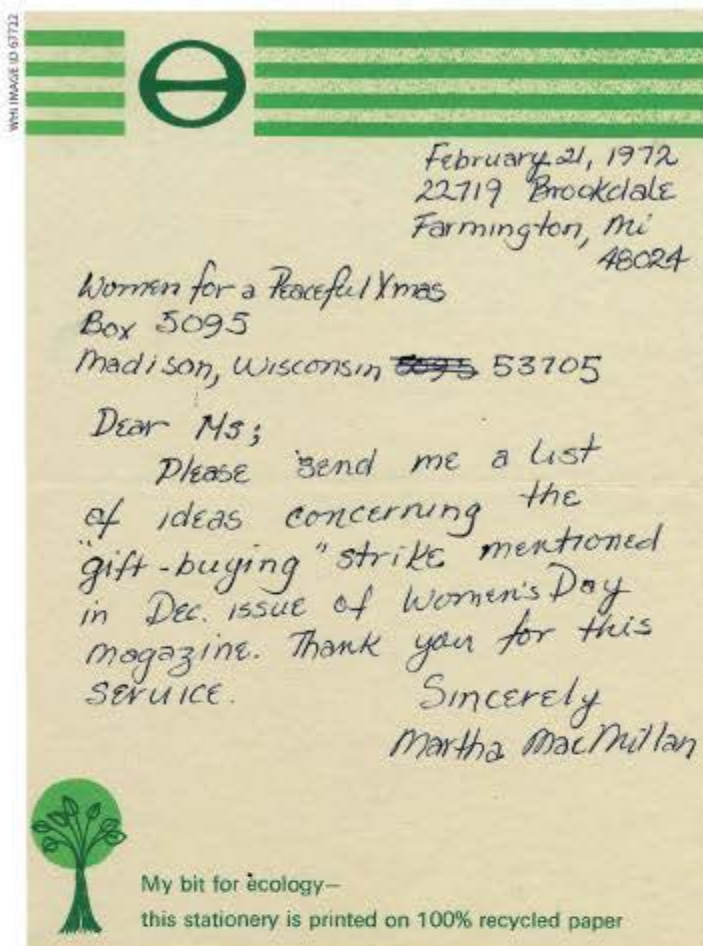 WHI IMAGE ID 67722
February 21, 1972
22719 Brookdale
Farmington, Mi
48024
Women for a Peaceful Xmas
Box 5095
Madison, Wisconsin 5095 53705
Dear Ms;
Please send me a list
of ideas concerning the
"gift-buying" strike mentioned
in Dec. issue of Women's Day
magazine. Thank you for this
service.
Sincerely
Martha MacMillan
My bit for ecology—
this stationery is printed on 100% recycled paper